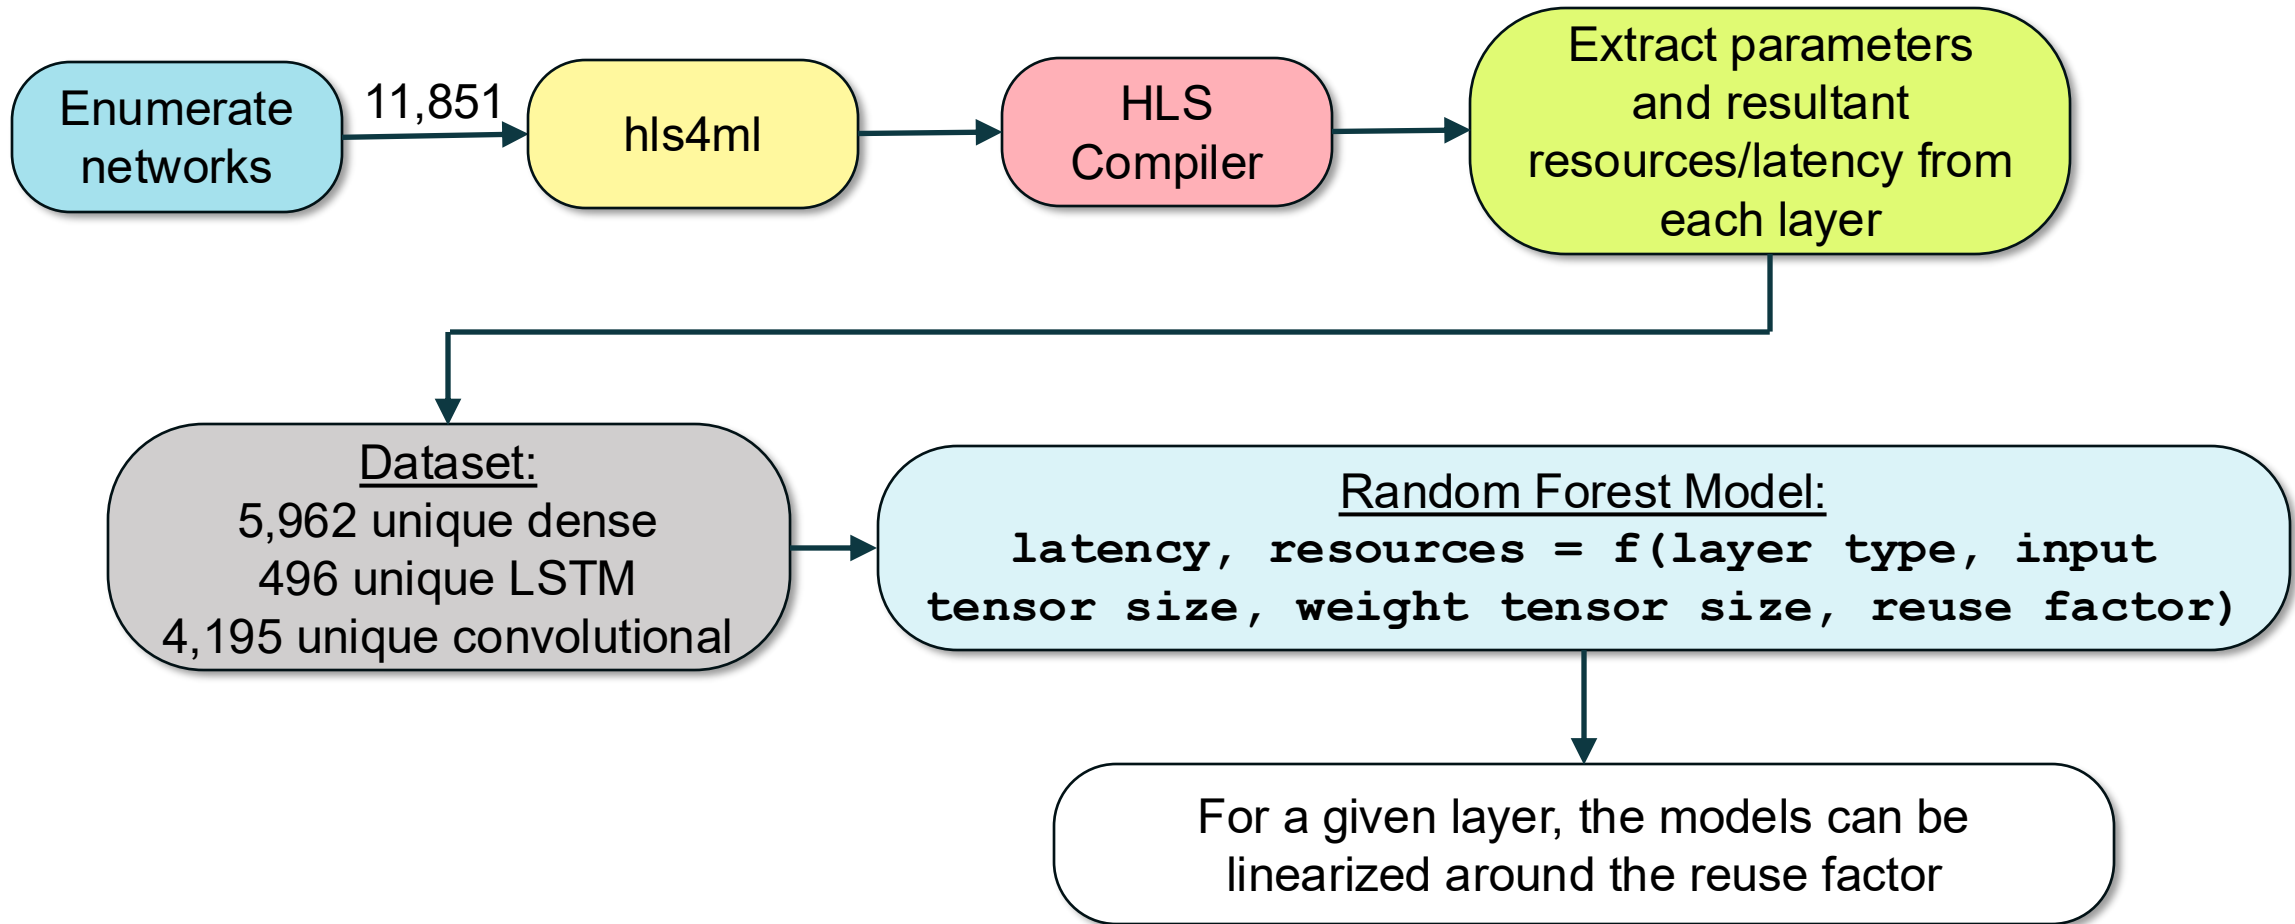 Enumerate
networks
11,851
hls4ml
HLS
Compiler
Extract parameters
and resultant
resources/latency from
each layer
Dataset:
5,962 unique dense
496 unique LSTM
4,195 unique convolutional
Random Forest Model:
latency, resources = f(layer type, input
tensor size, weight tensor size, reuse factor)
For a given layer, the models can be
linearized around the reuse factor